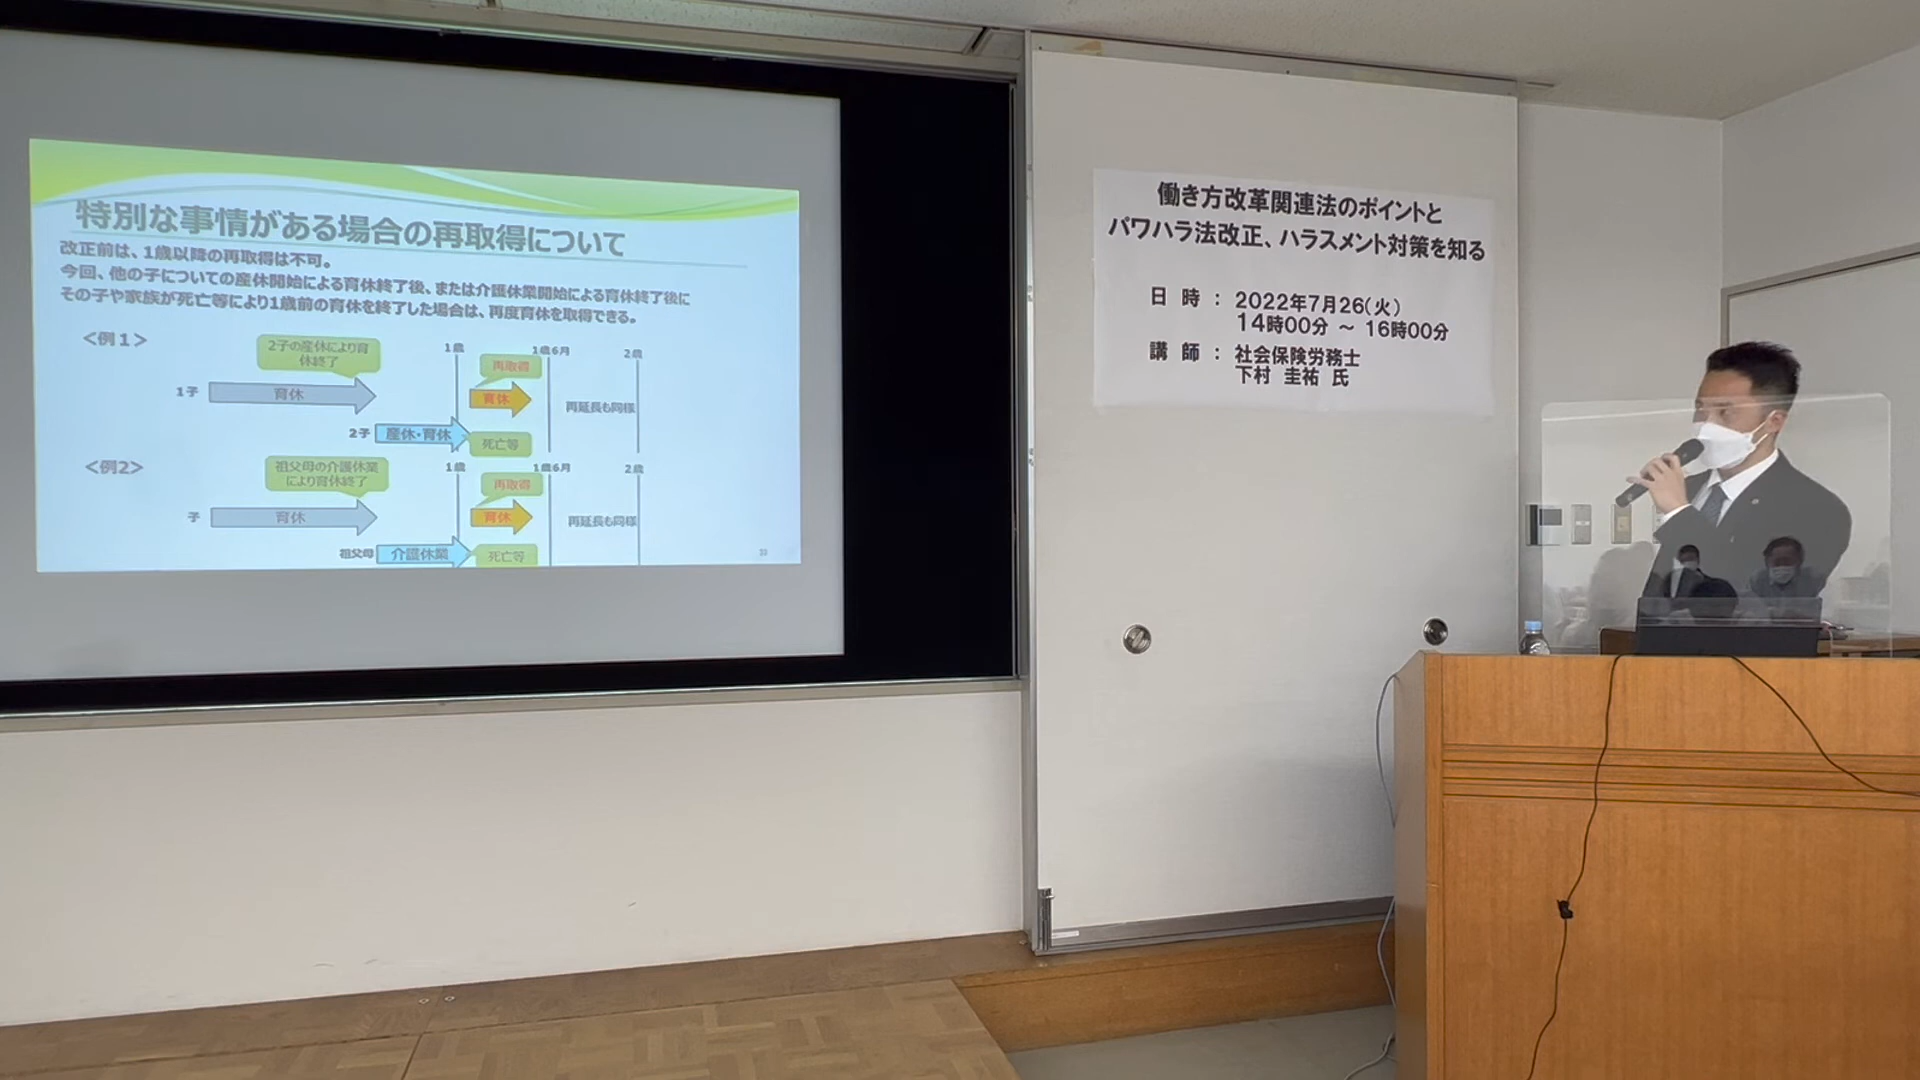 特別な事情がある場合の再取得について
改正前は、1歳以降の再取得は不可。
今回、他の子についての産休開始による育休終了後、または介護休業開始による育休終了後に
その子や家族が死亡等により1歳前の育休を終了した場合は、再度育休を取得できる。
<例1>
2子の産休により育
休終了
1歳
1歳6月
2歳
再取得
1子
育休
育休
再延長も同様
2子
産休・育休
死亡等
<例2>
祖父母の介護休業
により育休終了
1歳
1歳6月
2歳
再取得
子
育休
育休
再延長も同様
祖父母
介護休業
死亡等
働き方改革関連法のポイントと
パワハラ法改正、ハラスメント対策を知る
日 時 : 2022年7月26(火)
14時00分 ~ 16時00分
講 師 : 社会保険労務士
下村 圭祐 氏